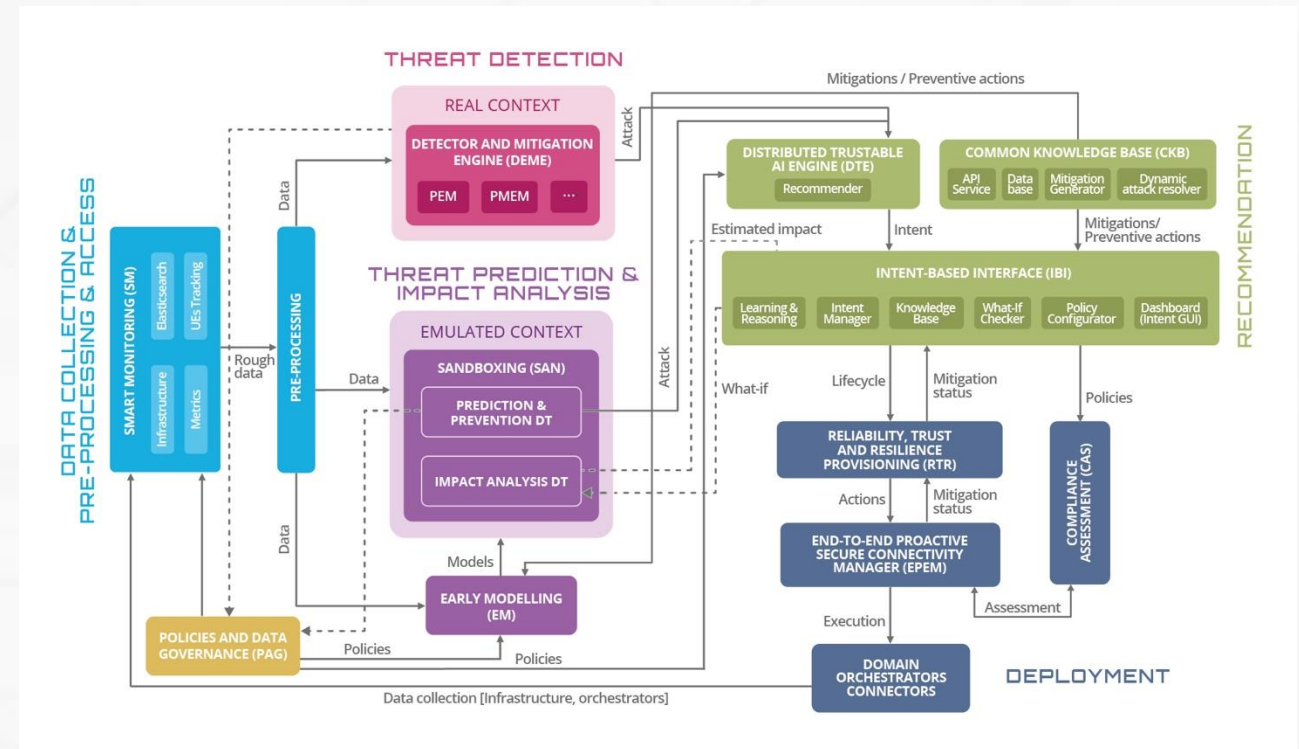 THREAT DETECTION
REAL CONTEXT
DETECTOR AND MITIGATION
ENGINE (DEME)
PEM
PMEM
...
Attack
Mitigations / Preventive actions
DISTRIBUTED TRUSTABLE
AI ENGINE (DTE)
Recommender
COMMON KNOWLEDGE BASE (CKB)
API
Service
Data
base
Mitigation
Generator
Dynamic
attack resolver
RECOMMENDATION
DATA COLLECTION &
PRE-PROCESSING & ACCESS
SMART MONITORING (SM)
Elasticsearch
UEs Tracking
Infrastructure
Metrics
Rough
data
PRE-PROCESSING
Data
Data
Data
THREAT PREDICTION &
IMPACT ANALYSIS
EMULATED CONTEXT
SANDBOXING (SAN)
PREDICTION &
PREVENTION DT
IMPACT ANALYSIS DT
Attack
Estimated impact
What-if
Intent
Mitigations/
Preventive actions
INTENT-BASED INTERFACE (IBI)
Learning &
Reasoning
Intent
Manager
Knowledge
Base
What-If
Checker
Policy
Configurator
Dashboard
(Intent GUI)
Lifecycle
Mitigation
status
Policies
RELIABILITY, TRUST
AND RESILIENCE
PROVISIONING (RTR)
Actions
Mitigation
status
COMPLIANCE
ASSESSMENT (CAS)
END-TO-END PROACTIVE
SECURE CONNECTIVITY
MANAGER (EPEM)
Assessment
Execution
DOMAIN
ORCHESTRATORS
CONNECTORS
DEPLOYMENT
Models
EARLY MODELLING
(EM)
POLICIES AND DATA
GOVERNANCE (PAG)
Policies
Policies
Data collection [Infrastructure, orchestrators]